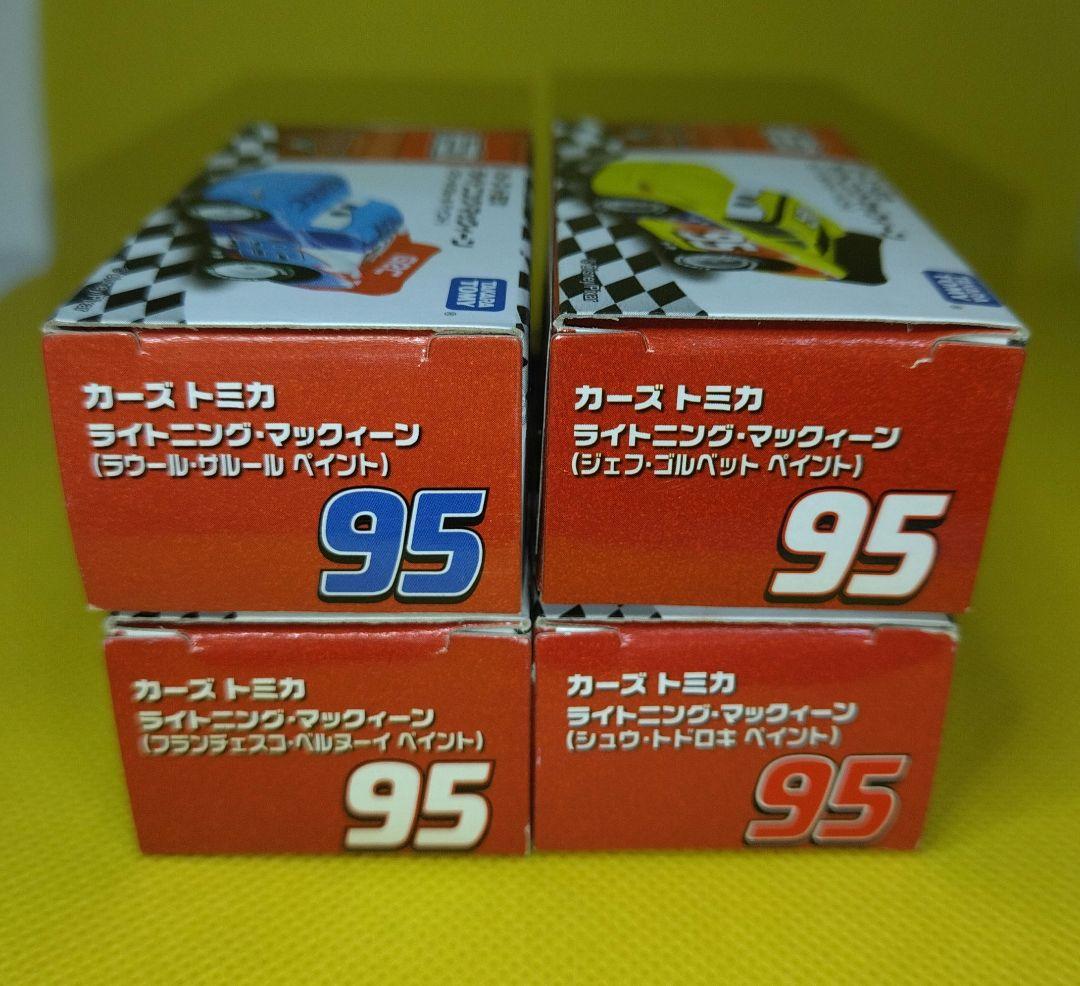 TAKARA
TOMY
TAKARA
TOMY
カーズ トミカ
ライトニング・マックィーン
(ラウール・サルール ペイント)
95
カーズ トミカ
ライトニング・マックィーン
(ジェフ・ゴルベット ペイント)
95
カーズ トミカ
ライトニング・マックィーン
(フランチェスコ・ベルヌーイ ペイント)
95
カーズ トミカ
ライトニング・マックィーン
(シュウ・トドロキ ペイント)
95